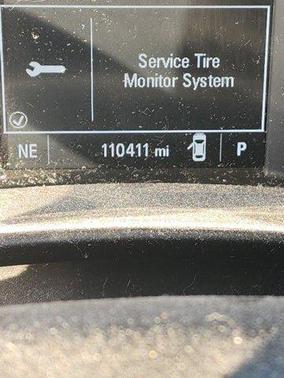 Service Tire
Monitor System
NE 110411 mi P